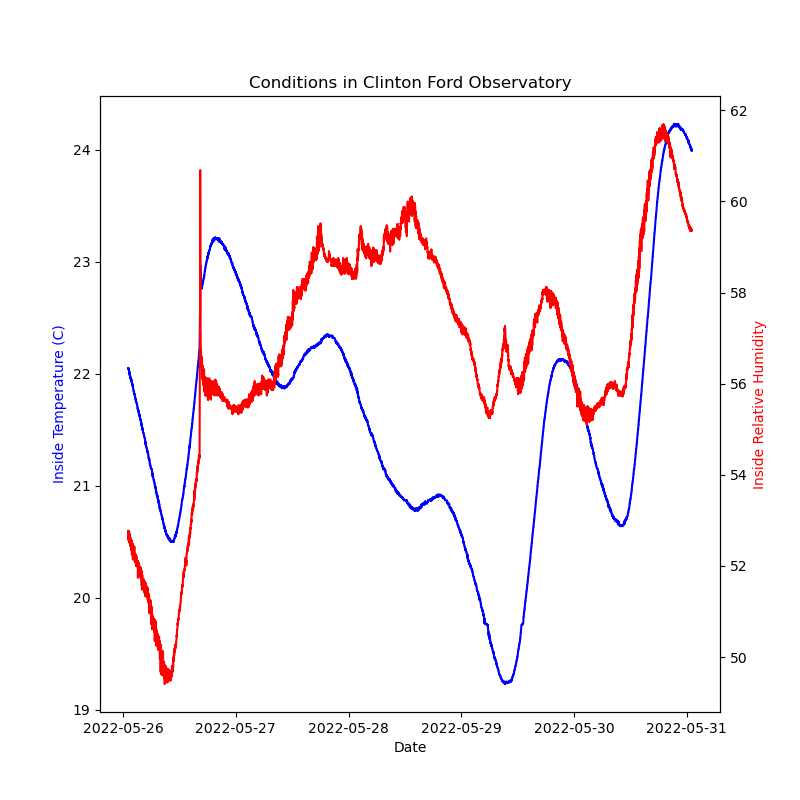 Conditions in Clinton Ford Observatory
24
23
22
21
20
19
Inside Temperature (C)
62
60
58
56
54
52
50
Inside Relative Humidity
2022-05-26 2022-05-27 2022-05-28 2022-05-29 2022-05-30 2022-05-31
Date